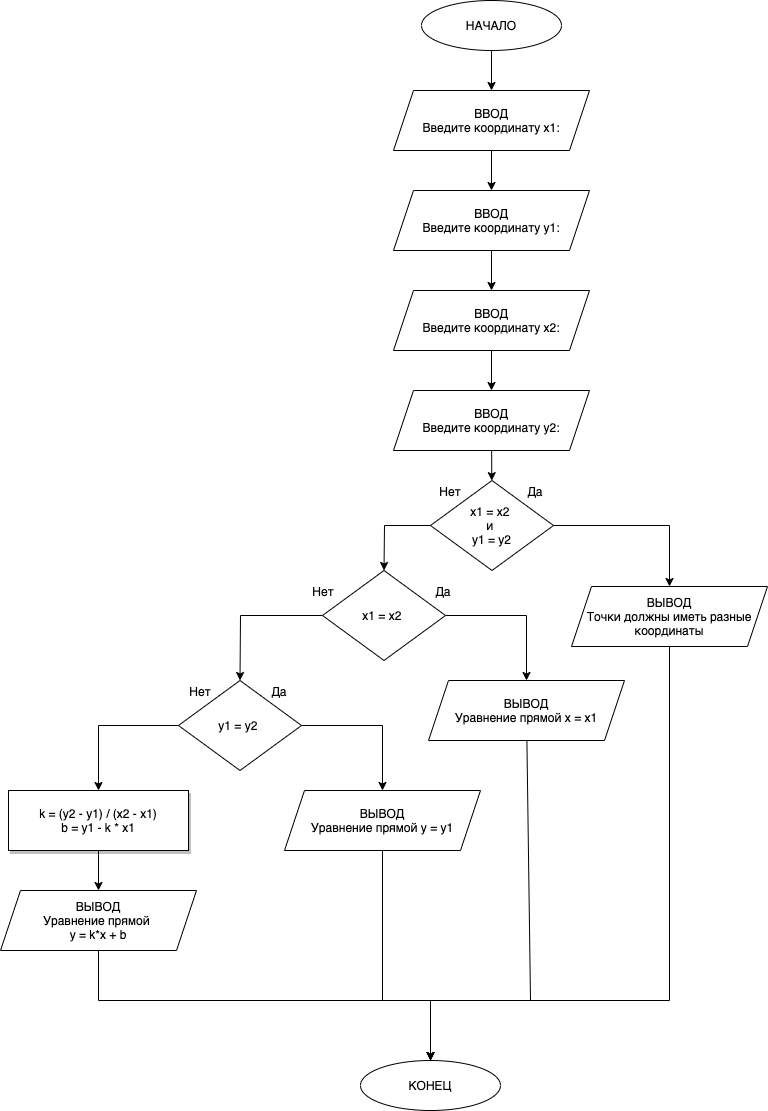 НАЧАЛО
ВВОД
Введите координату x1:
ВВОД
Введите координату y1:
ВВОД
Введите координату x2:
ВВОД
Введите координату y2:
Нет
Да
x1 = x2
и
y1 = y2
Нет
Да
x1 = x2
ВЫВОД
Точки должны иметь разные
координаты
Нет
Да
y1 = y2
ВЫВОД
Уравнение прямой x = x1
k = (y2 - y1) / (x2 - x1)
b = y1 - k * x1
ВЫВОД
Уравнение прямой y = y1
ВЫВОД
Уравнение прямой
y = k*x + b
КОНЕЦ